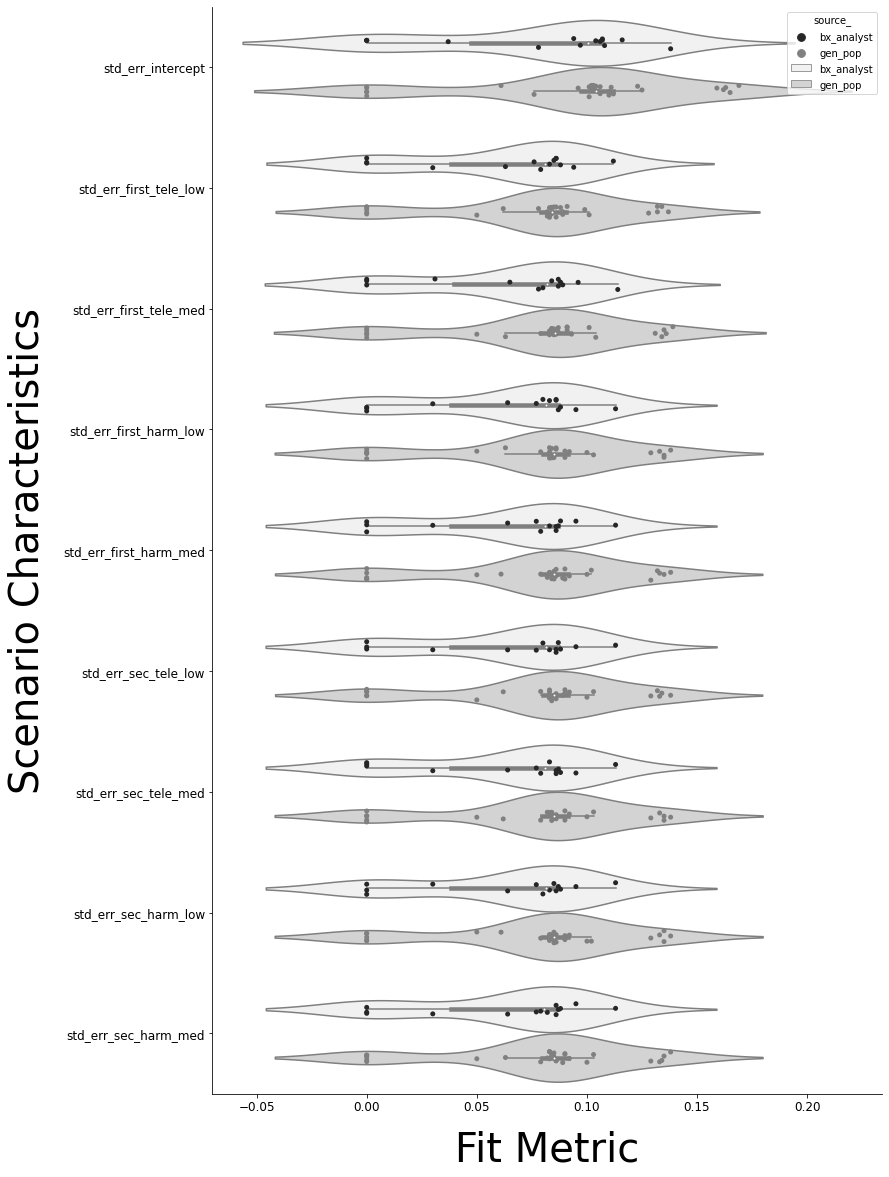 source_
bx_analyst
gen_pop
bx_analyst
gen_pop
std_err_intercept
std_err_first_tele_low
std_err_first_tele_med
std_err_first_harm_low
std_err_first_harm_med
std_err_sec_tele_low
std_err_sec_tele_med
std_err_sec_harm_low
std_err_sec_harm_med
Scenario Characteristics
−0.05
0.00
0.05
0.10
0.15
0.20
Fit Metric